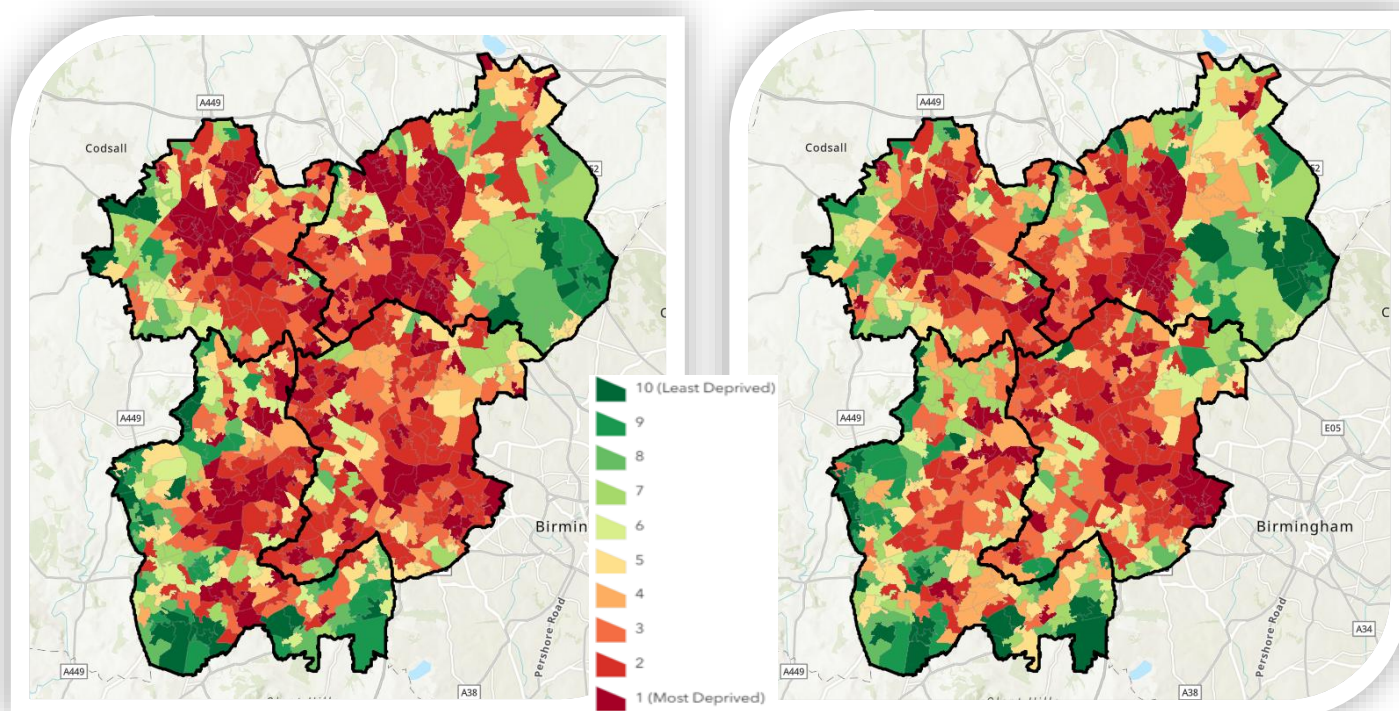 A449
Codsall
A449
Birmin
Pershore Road
A449
A38
10 (Least Deprived)
9
8
7
6
5
4
3
2
1 (Most Deprived)
A449
Codsall
A449
E05
Birmingham
Pershore Road
A34
A449
A38